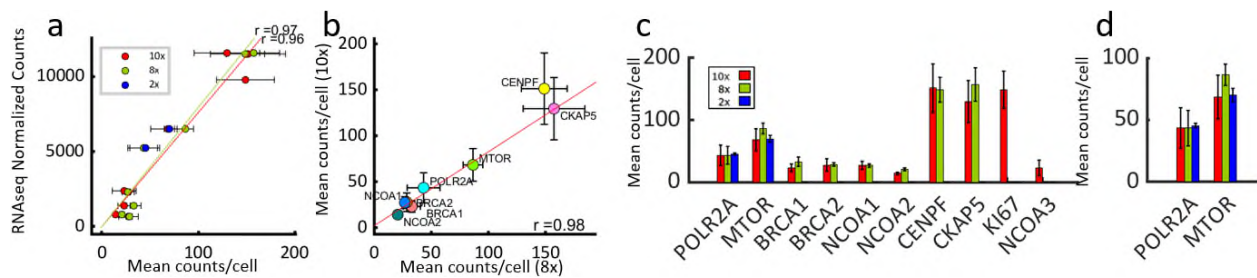 a
r =0.97
r =0.96
RNAseq Normalized Counts
10000
5000
0
10x
8x
2x
0
100
200
Mean counts/cell
b
Mean counts/cell (10x)
200
150
100
50
0
CENPF
CKAP5
MTOR
POLR2A
NCOA1
BRCA2
BRCA1
NCOA2
r =0.98
0
50
100
150
Mean counts/cell (8x)
c
Mean counts/cell
200
100
0
10x
8x
2x
POLR2A
MTOR
BRCA1
BRCA2
NCOA1
NCOA2
CENPF
CKAP5
KI67
NCOA3
d
Mean counts/cell
100
50
0
POLR2A
MTOR